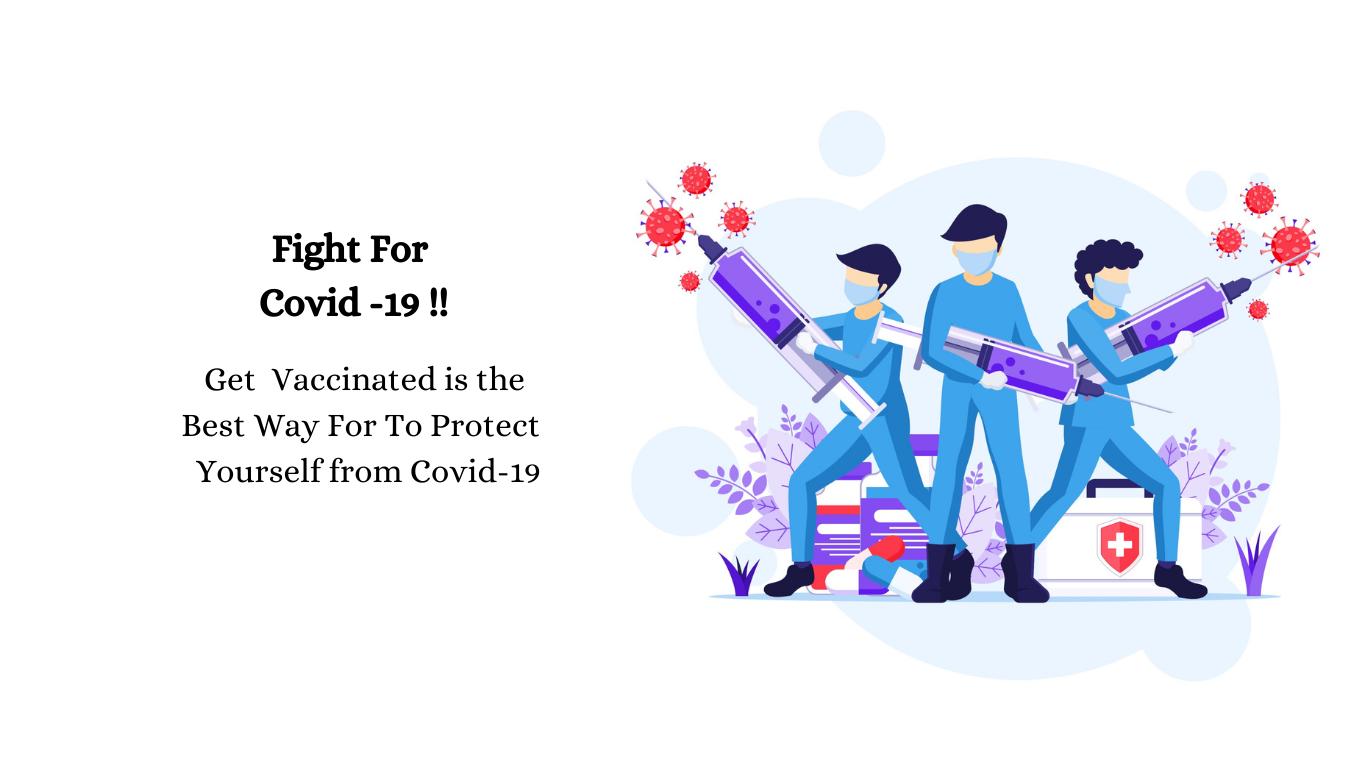 Fight For
Covid -19 !!
Get  Vaccinated is the
Best Way For To Protect
Yourself from Covid-19